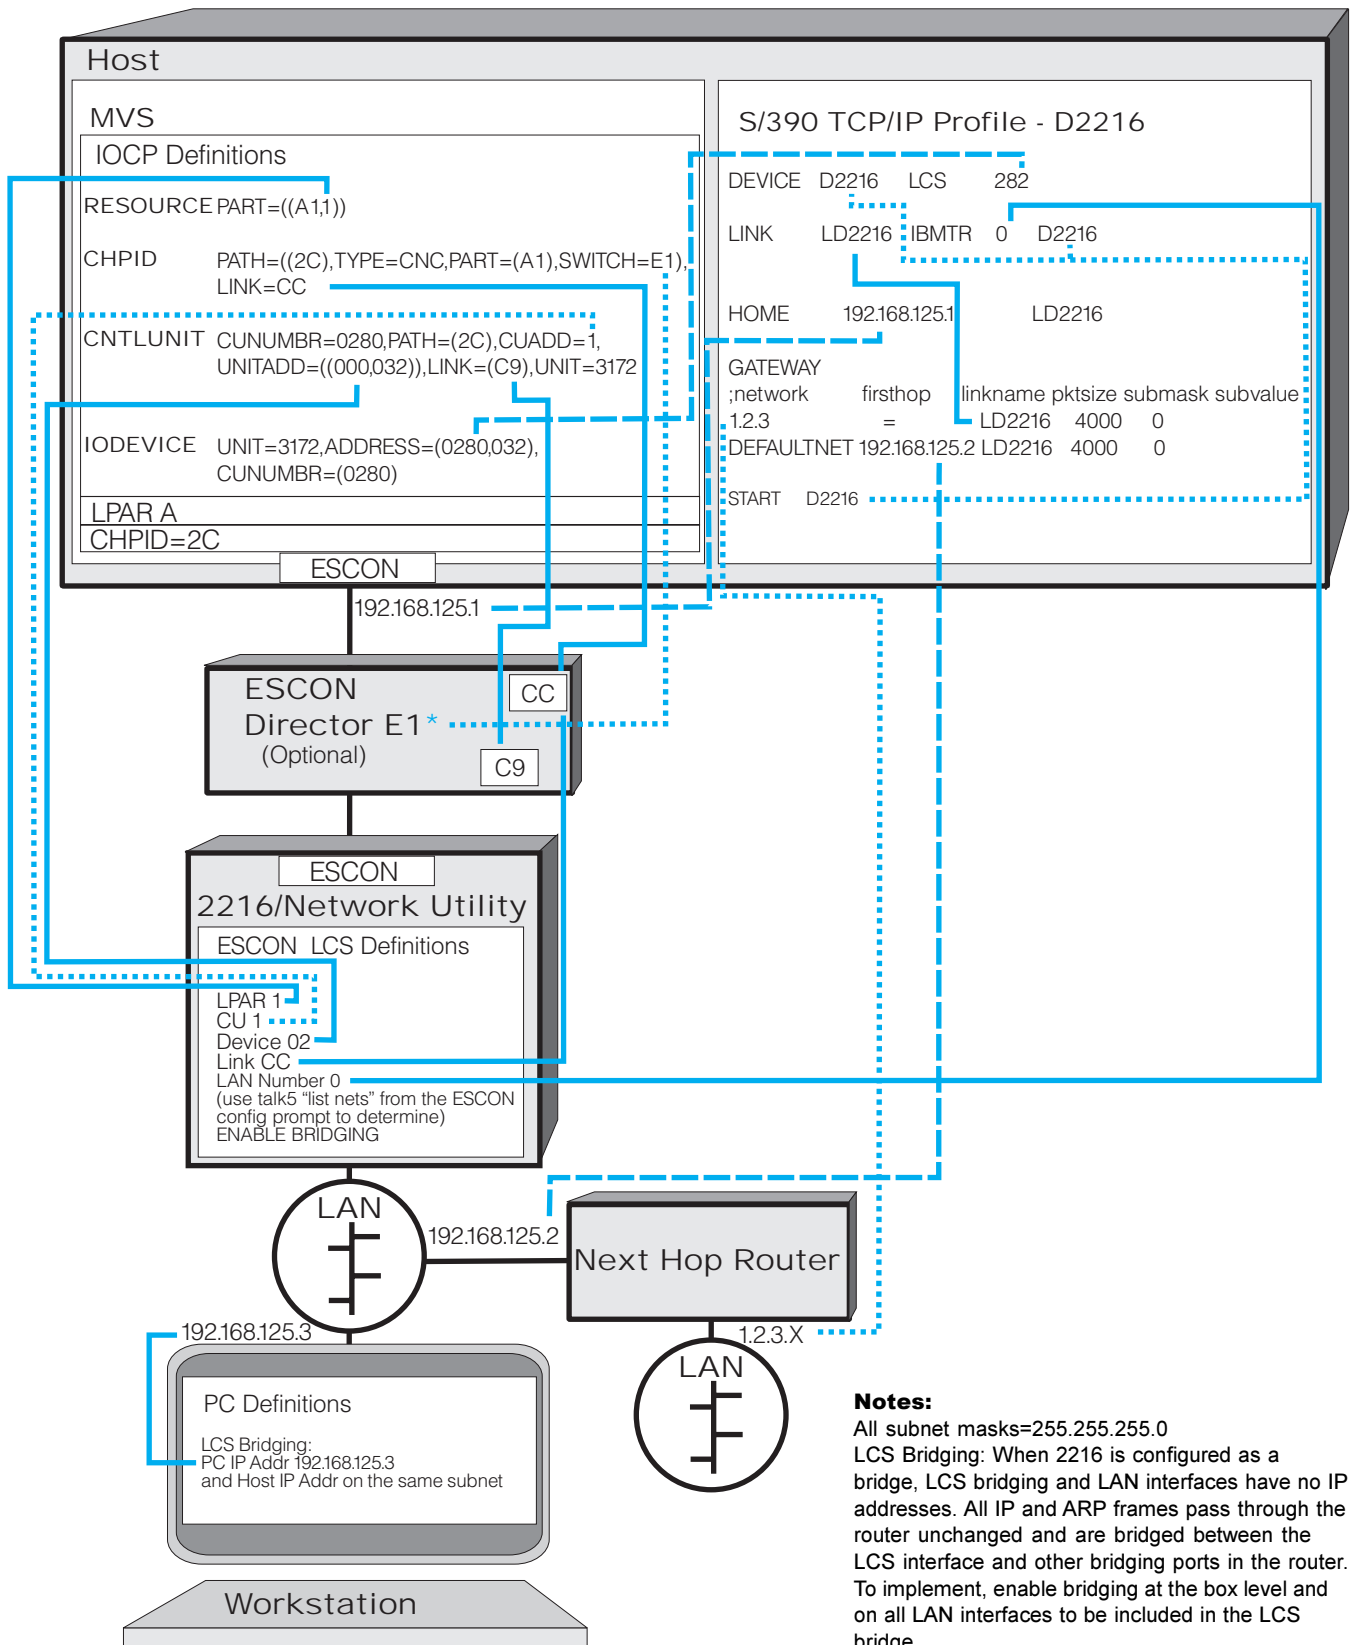 Host
MVS
IOCP Definitions
RESOURCE PART=((A1,1))
CHPID PATH=((2C),TYPE=CNC,PART=(A1),SWITCH=E1),
LINK=CC
CNTLUNIT CUNUMBR=0280,PATH=(2C),CUADD=1,
UNITADD=((000,032)),LINK=(C9),UNIT=3172
IODEVICE UNIT=3172,ADDRESS=(0280,032),
CUNUMBR=(0280)
LPAR A
CHPID=2C
ESCON
S/390 TCP/IP Profile - D2216
DEVICE D2216 LCS 282
LINK LD2216 IBMTR 0 D2216
HOME 192.168.125.1 LD2216
GATEWAY
;network firsthop linkname pktsize submask subvalue
1.2.3 = LD2216 4000 0
DEFAULTNET 192.168.125.2 LD2216 4000 0
START D2216
192.168.125.1
ESCON
Director E1*
(Optional)
CC
C9
ESCON
2216/Network Utility
ESCON LCS Definitions
LPAR 1
CU 1
Device 02
Link CC
LAN Number 0
(use talk5 “list nets” from the ESCON
config prompt to determine)
ENABLE BRIDGING
LAN
192.168.125.2
Next Hop Router
192.168.125.3
1.2.3.X
LAN
PC Definitions
LCS Bridging:
PC IP Addr 192.168.125.3
and Host IP Addr on the same subnet
Workstation
Notes:
All subnet masks=255.255.255.0
LCS Bridging: When 2216 is configured as a
bridge, LCS bridging and LAN interfaces have no IP
addresses. All IP and ARP frames pass through the
router unchanged and are bridged between the
LCS interface and other bridging ports in the router.
To implement, enable bridging at the box level and
on all LAN interfaces to be included in the LCS
bridge